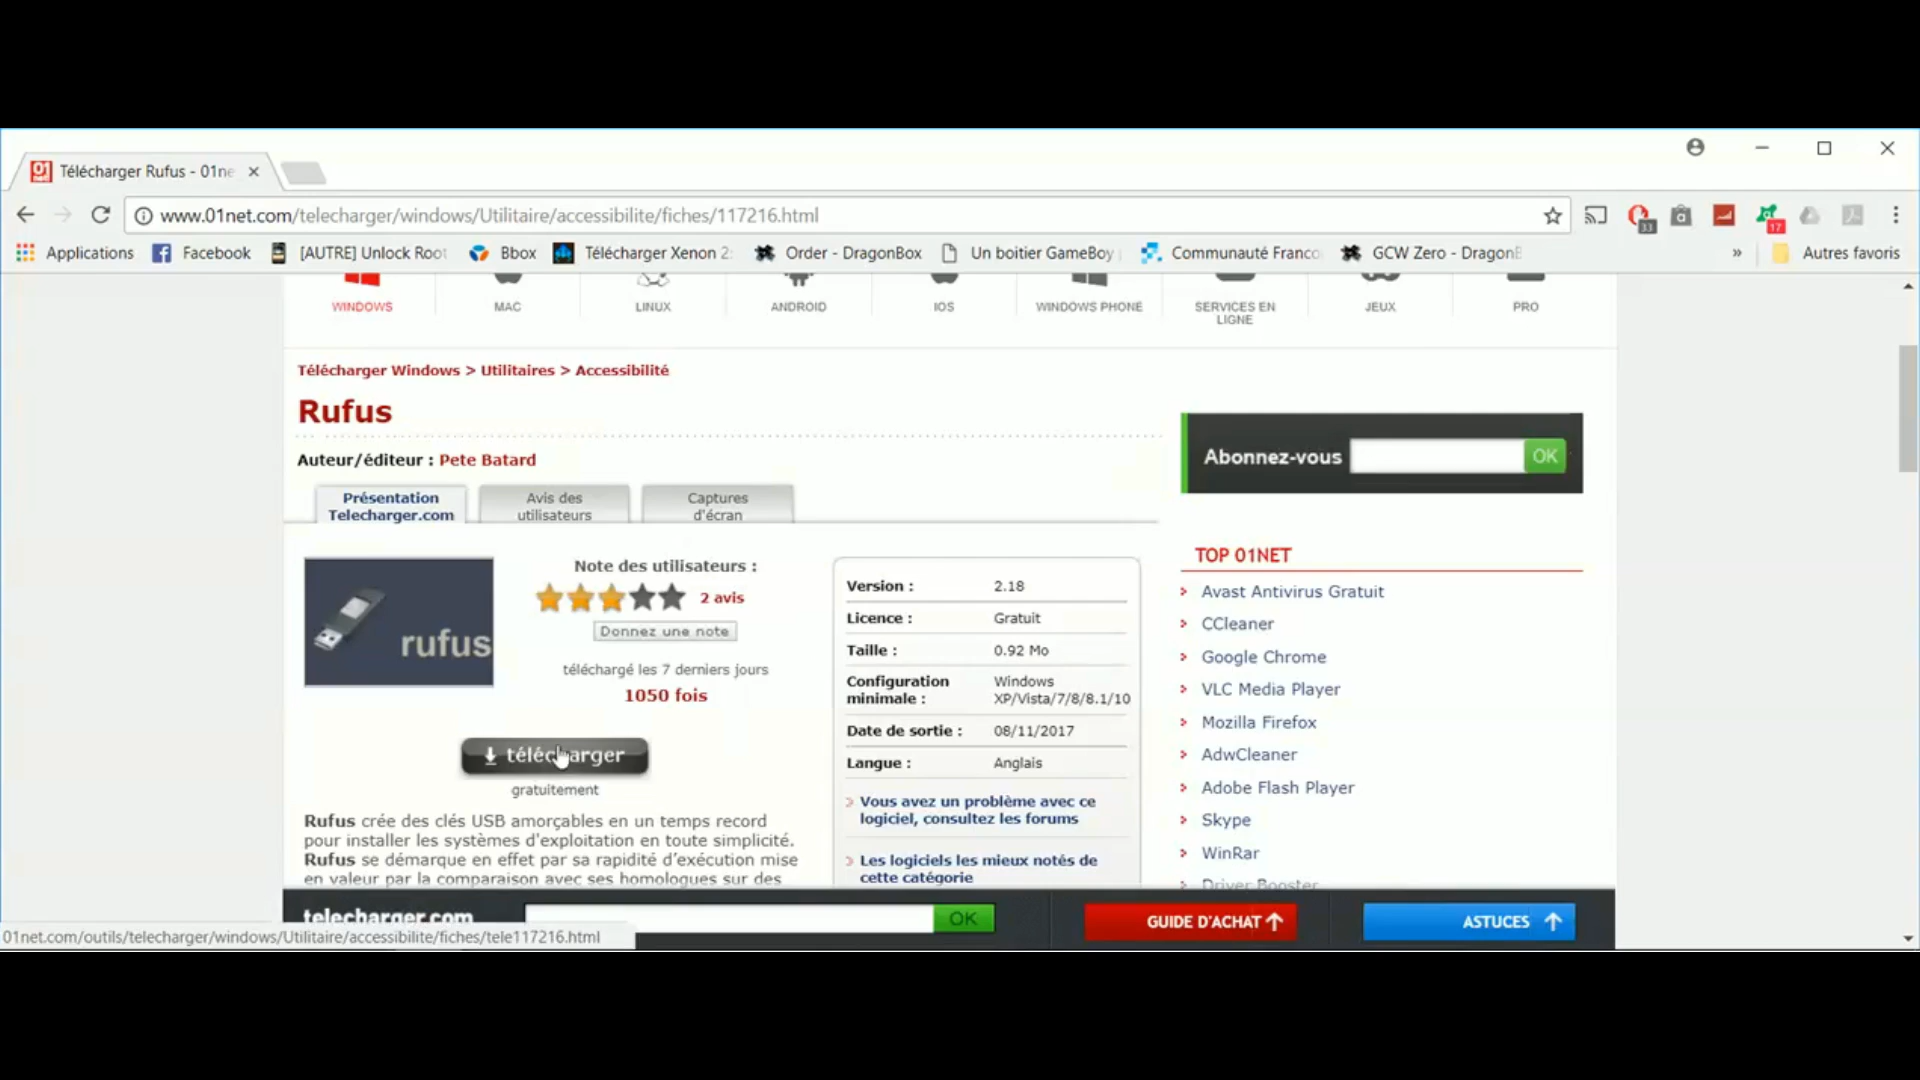 Télécharger Rufus - 01ne
www.01net.com/telecharger/windows/Utilitaire/accessibilite/fiches/117216.html
33
17
Applications
Facebook
[AUTRE] Unlock Root
Bbox
Télécharger Xenon 2:
Order - DragonBox
Un boitier GameBoy
Communauté Franco
GCW Zero - DragonB
»
Autres favoris
WINDOWS
MAC
LINUX
ANDROID
IOS
WINDOWS PHONE
SERVICES EN
LIGNE
JEUX
PRO
Télécharger Windows > Utilitaires > Accessibilité
Rufus
Auteur/éditeur : Pete Batard
Abonnez-vous
OK
Présentation
Telecharger.com
Avis des
utilisateurs
Captures
d'écran
rufus
Note des utilisateurs :
2 avis
Donnez une note
téléchargé les 7 derniers jours
1050 fois
télécharger
gratuitement
Rufus crée des clés USB amorçables en un temps record
pour installer les systèmes d'exploitation en toute simplicité.
Rufus se démarque en effet par sa rapidité d'exécution mise
en valeur par la comparaison avec ses homologues sur des
Version : 2.18
Licence : Gratuit
Taille : 0.92 Mo
Configuration Windows
minimale : XP/Vista/7/8/8.1/10
Date de sortie : 08/11/2017
Langue : Anglais
Vous avez un problème avec ce
logiciel, consultez les forums
Les logiciels les mieux notés de
cette catégorie
TOP 01NET
Avast Antivirus Gratuit
CCleaner
Google Chrome
VLC Media Player
Mozilla Firefox
AdwCleaner
Adobe Flash Player
Skype
WinRar
Driver Booster
telecharger.com
OK
GUIDE D'ACHAT
ASTUCES
01net.com/outils/telecharger/windows/Utilitaire/accessibilite/fiches/tele117216.html